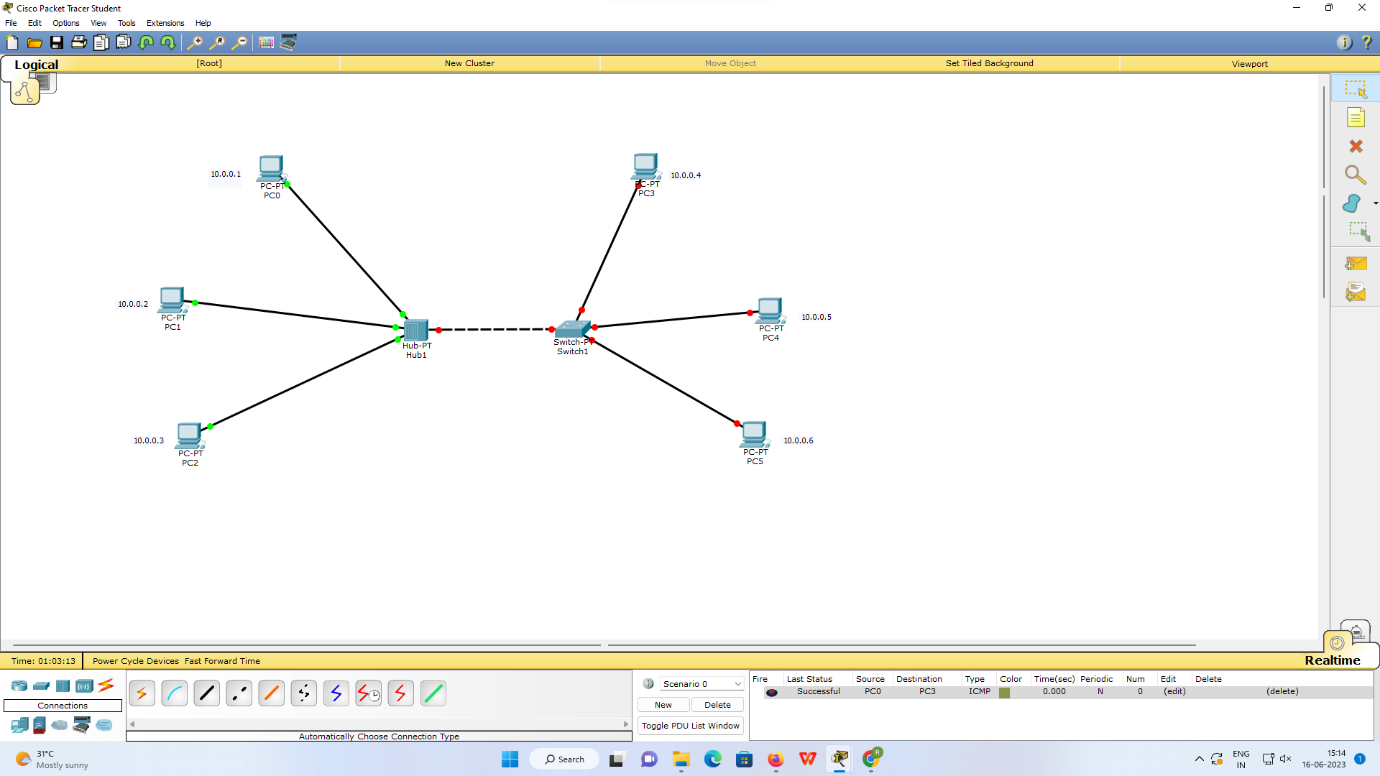 Cisco Packet Tracer Student
File Edit Options View Tools Extensions Help
Logical [Root] New Cluster Move Object Set Tiled Background Viewport
10.0.0.1
PC-PT
PC0
10.0.0.4
PC-PT
PC3
10.0.0.2
PC-PT
PC1
Hub-PT
Hub1
Switch-PT
Switch1
10.0.0.5
PC-PT
PC4
10.0.0.3
PC-PT
PC2
10.0.0.6
PC-PT
PC5
Time: 01:03:13 Power Cycle Devices Fast Forward Time
Realtime
Connections
Automatically Choose Connection Type
Scenario 0
New Delete
Toggle PDU List Window
Fire Last Status Source Destination Type Color Time(sec) Periodic Num Edit Delete
Successful PC0 PC3 ICMP 0.000 N 0 (edit) (delete)
31°C
Mostly sunny
Search
R
ENG
IN
15:14
16-06-2023
1